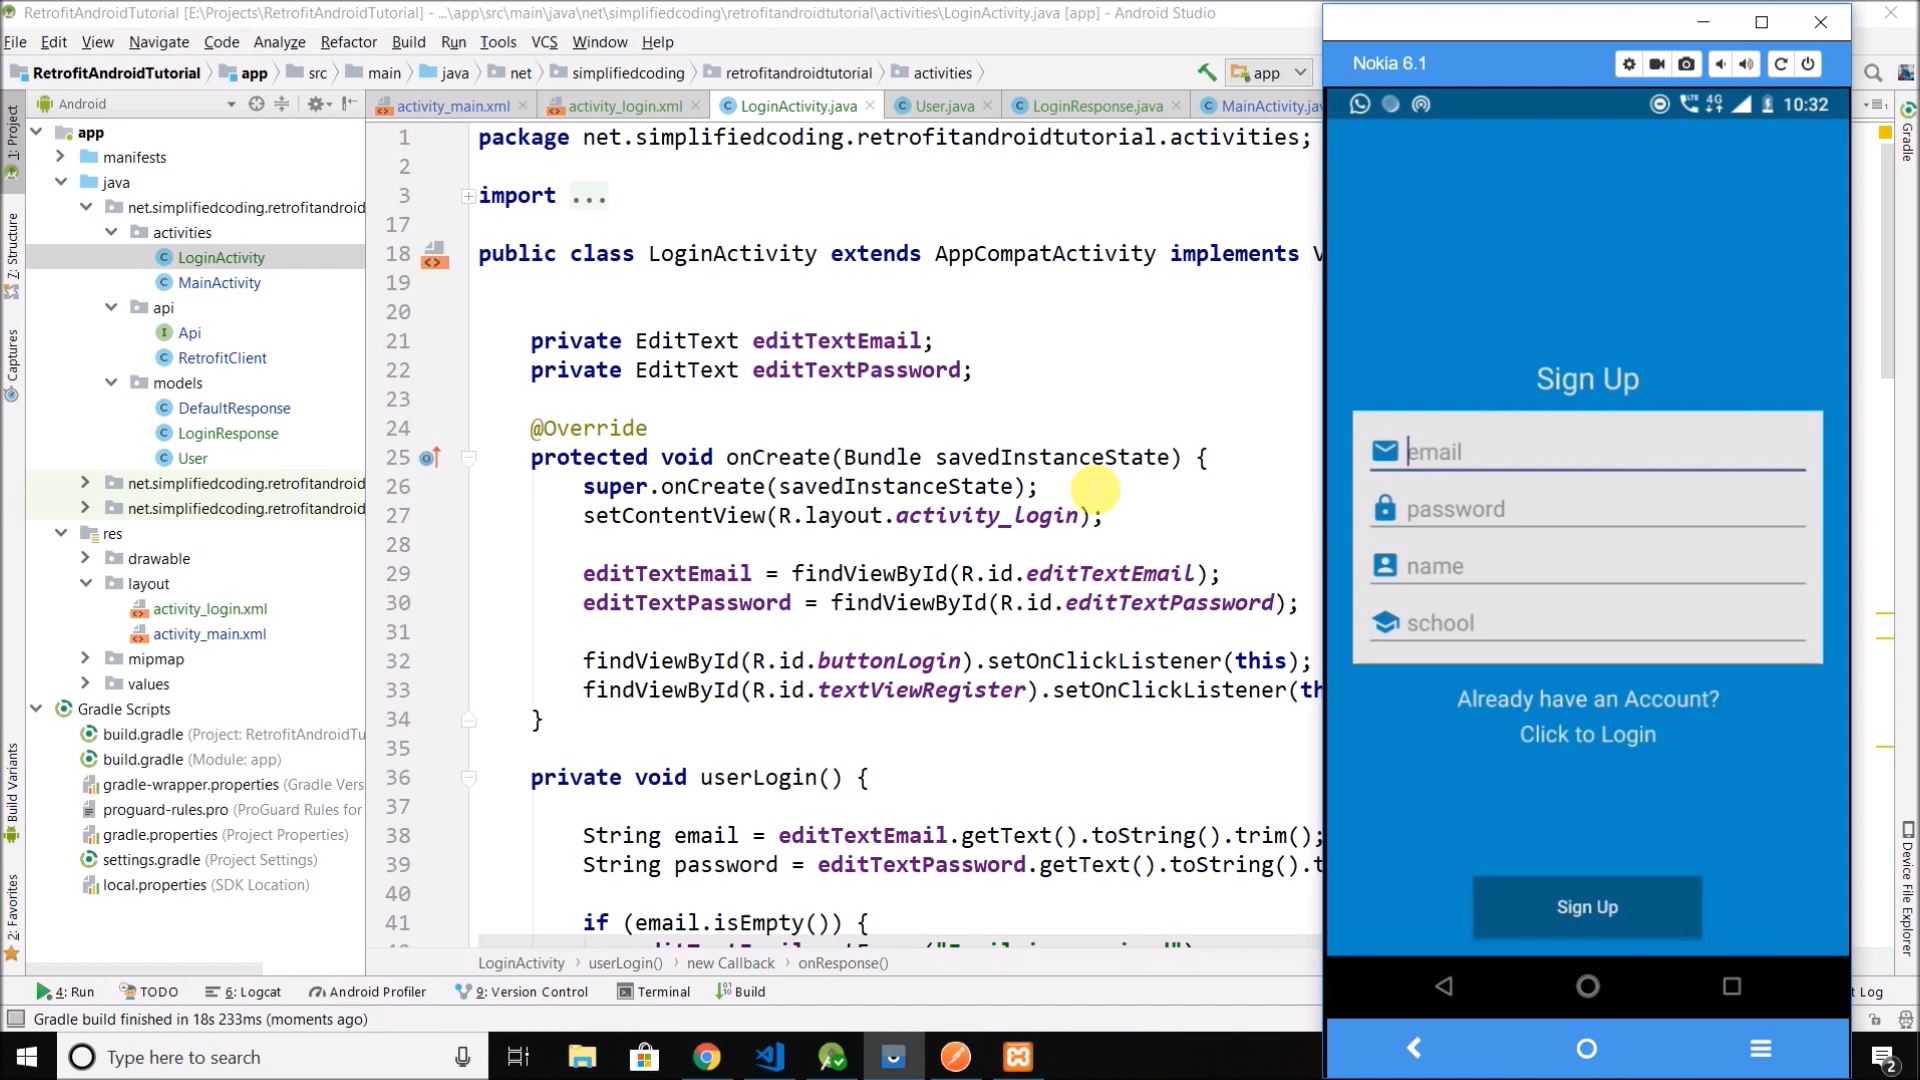 RetrofitAndroidTutorial [E:\Projects\RetrofitAndroidTutorial] - ...\app\src\main\java\net\simplifiedcoding\retrofitandroidtutorial\activities\LoginActivity.java [app] - Android Studio
File Edit View Navigate Code Analyze Refactor Build Run Tools VCS Window Help
RetrofitAndroidTutorial app src main java net simplifiedcoding retrofitandroidtutorial activities app
Android
activity_main.xml activity_login.xml LoginActivity.java User.java LoginResponse.java MainActivity.jav
1: Project
7: Structure
Captures
Build Variants
2: Favorites
app
manifests
java
net.simplifiedcoding.retrofitandroid
activities
LoginActivity
MainActivity
api
Api
RetrofitClient
models
DefaultResponse
LoginResponse
User
net.simplifiedcoding.retrofitandroid
net.simplifiedcoding.retrofitandroid
res
drawable
layout
activity_login.xml
activity_main.xml
mipmap
values
Gradle Scripts
build.gradle (Project: RetrofitAndroidTu
build.gradle (Module: app)
gradle-wrapper.properties (Gradle Vers
proguard-rules.pro (ProGuard Rules for
gradle.properties (Project Properties)
settings.gradle (Project Settings)
local.properties (SDK Location)
1 package net.simplifiedcoding.retrofitandroidtutorial.activities;
2
3 import ...
17
18 public class LoginActivity extends AppCompatActivity implements V
19
20
21 private EditText editTextEmail;
22 private EditText editTextPassword;
23
24 @Override
25 protected void onCreate(Bundle savedInstanceState) {
26 super.onCreate(savedInstanceState);
27 setContentView(R.layout.activity_login);
28
29 editTextEmail = findViewById(R.id.editTextEmail);
30 editTextPassword = findViewById(R.id.editTextPassword);
31
32 findViewById(R.id.buttonLogin).setOnClickListener(this);
33 findViewById(R.id.textViewRegister).setOnClickListener(th
34 }
35
36 private void userLogin() {
37
38 String email = editTextEmail.getText().toString().trim();
39 String password = editTextPassword.getText().toString().t
40
41 if (email.isEmpty()) {
LoginActivity userLogin() new Callback onResponse()
4: Run TODO 6: Logcat Android Profiler 9: Version Control Terminal Build
Gradle build finished in 18s 233ms (moments ago)
Type here to search
Nokia 6.1
4G 10:32
Sign Up
email
password
name
school
Already have an Account?
Click to Login
Sign Up
Gradle
Device File Explorer
t Log
2